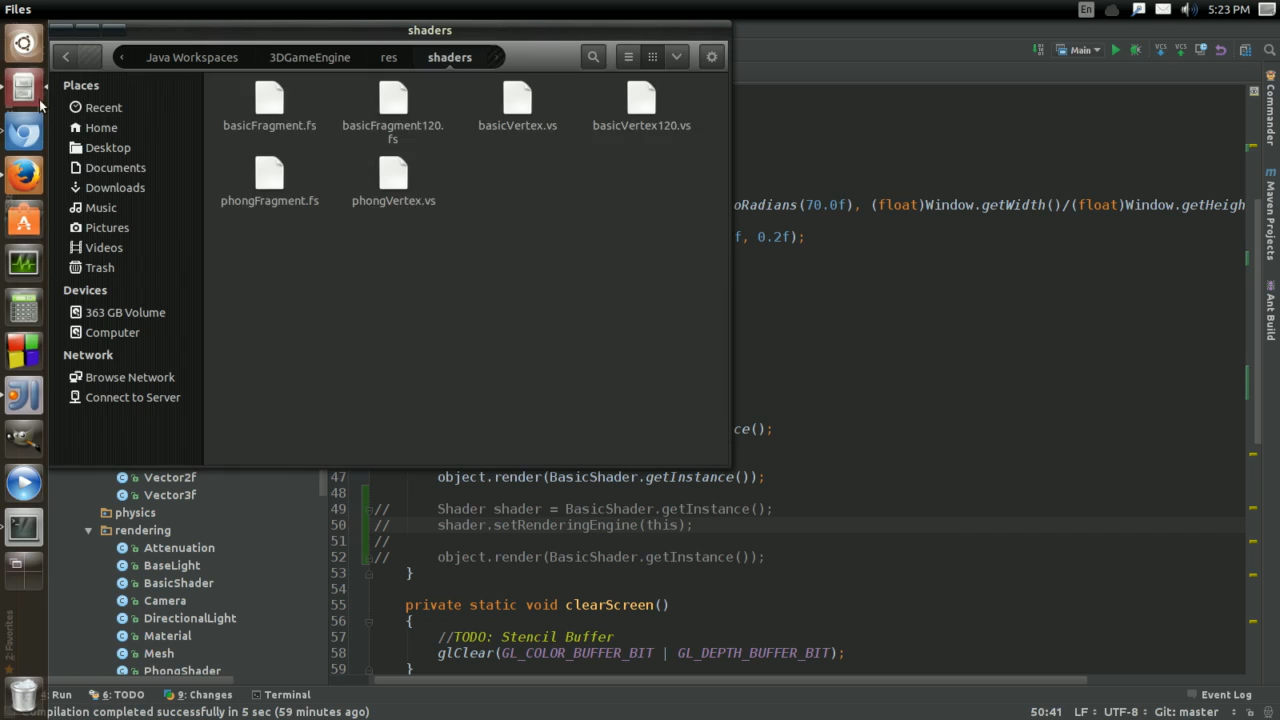 Files
En
5:23 PM
shaders
Java Workspaces
3DGameEngine
res
shaders
Main
Places
Recent
Home
Desktop
Documents
Downloads
Music
Pictures
Videos
Trash
Devices
363 GB Volume
Computer
Network
Browse Network
Connect to Server
basicFragment.fs
basicFragment120.
fs
basicVertex.vs
basicVertex120.vs
phongFragment.fs
phongVertex.vs
oRadians(70.0f), (float)Window.getWidth()/(float)Window.getHeigh
f, 0.2f);
ce();
47 object.render(BasicShader.getInstance());
48
49 // Shader shader = BasicShader.getInstance();
50 // shader.setRenderingEngine(this);
51 //
52 // object.render(BasicShader.getInstance());
53 }
54
55 private static void clearScreen()
56 {
57 //TODO: Stencil Buffer
58 glClear(GL_COLOR_BUFFER_BIT | GL_DEPTH_BUFFER_BIT);
59 }
Vector2f
Vector3f
physics
rendering
Attenuation
BaseLight
BasicShader
Camera
DirectionalLight
Material
Mesh
PhongShader
Commander
Maven Projects
Ant Build
2: Favorites
4: Run
6: TODO
9: Changes
Terminal
Event Log
ompilation completed successfully in 5 sec (59 minutes ago)
50:41
LF
UTF-8
Git: master